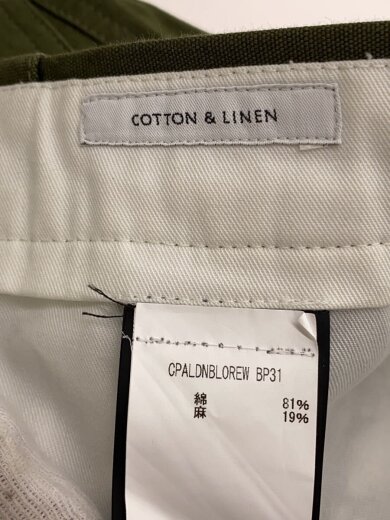 COTTON & LINEN
CPALDNBLOREW BP31
綿 81%
麻 19%